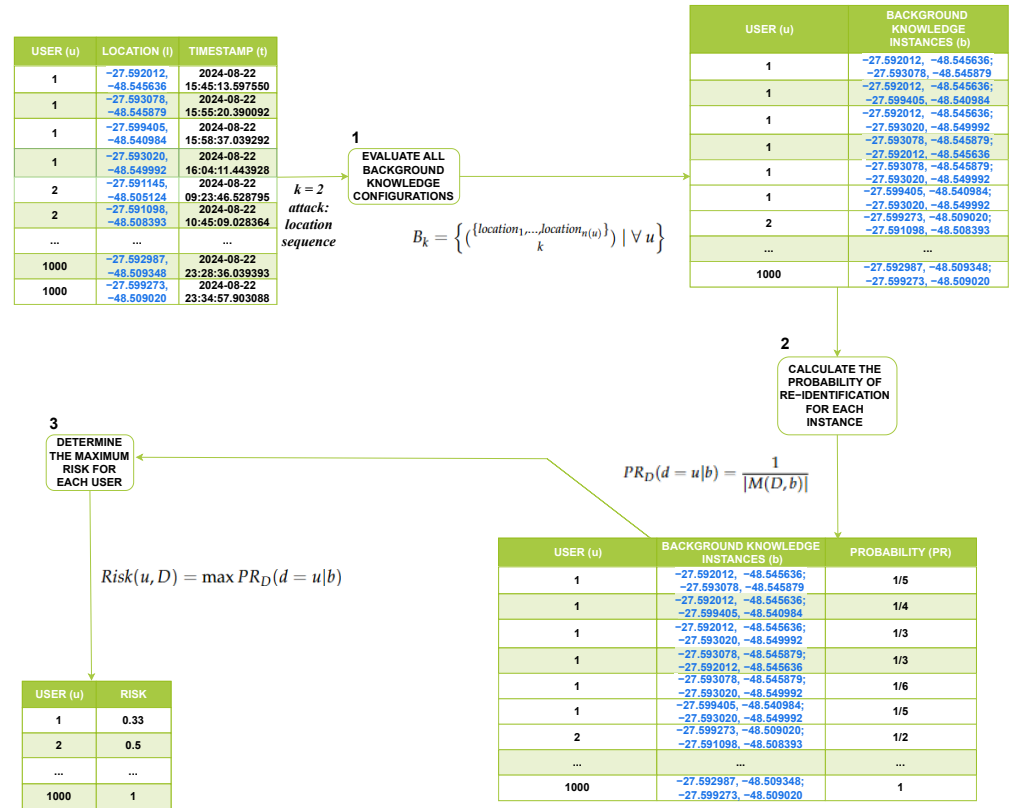 USER (u) LOCATION (l) TIMESTAMP (t)
1 −27.592012, −48.545636 2024-08-22 15:45:13.597550
1 −27.593078, −48.545879 2024-08-22 15:55:20.390092
1 −27.599405, −48.540984 2024-08-22 15:58:37.039292
1 −27.593020, −48.549992 2024-08-22 16:04:11.443928
2 −27.591145, −48.505124 2024-08-22 09:23:46.528795
2 −27.591098, −48.508393 2024-08-22 10:45:09.028364
... ... ...
1000 −27.592987, −48.509348 2024-08-22 23:28:36.039393
1000 −27.599273, −48.509020 2024-08-22 23:34:57.903088
k = 2
attack:
location
sequence
1
EVALUATE ALL
BACKGROUND
KNOWLEDGE
CONFIGURATIONS
B_k = { ( {location_1,...,location_n(u)} k ) | ∀ u }
USER (u) BACKGROUND KNOWLEDGE INSTANCES (b)
1 −27.592012, −48.545636; −27.593078, −48.545879
1 −27.592012, −48.545636; −27.599405, −48.540984
1 −27.592012, −48.545636; −27.593020, −48.549992
1 −27.593078, −48.545879; −27.592012, −48.545636
1 −27.593078, −48.545879; −27.593020, −48.549992
1 −27.599405, −48.540984; −27.593020, −48.549992
2 −27.599273, −48.509020; −27.591098, −48.508393
... ...
1000 −27.592987, −48.509348; −27.599273, −48.509020
2
CALCULATE THE
PROBABILITY OF
RE−IDENTIFICATION
FOR EACH
INSTANCE
PR_D(d = u|b) = 1 / |M(D,b)|
USER (u) BACKGROUND KNOWLEDGE INSTANCES (b) PROBABILITY (PR)
1 −27.592012, −48.545636; −27.593078, −48.545879 1/5
1 −27.592012, −48.545636; −27.599405, −48.540984 1/4
1 −27.592012, −48.545636; −27.593020, −48.549992 1/3
1 −27.593078, −48.545879; −27.592012, −48.545636 1/3
1 −27.593078, −48.545879; −27.593020, −48.549992 1/6
1 −27.599405, −48.540984; −27.593020, −48.549992 1/5
2 −27.599273, −48.509020; −27.591098, −48.508393 1/2
... ... ...
1000 −27.592987, −48.509348; −27.599273, −48.509020 1
3
DETERMINE
THE MAXIMUM
RISK FOR
EACH USER
Risk(u, D) = max PR_D(d = u|b)
USER (u) RISK
1 0.33
2 0.5
... ...
1000 1